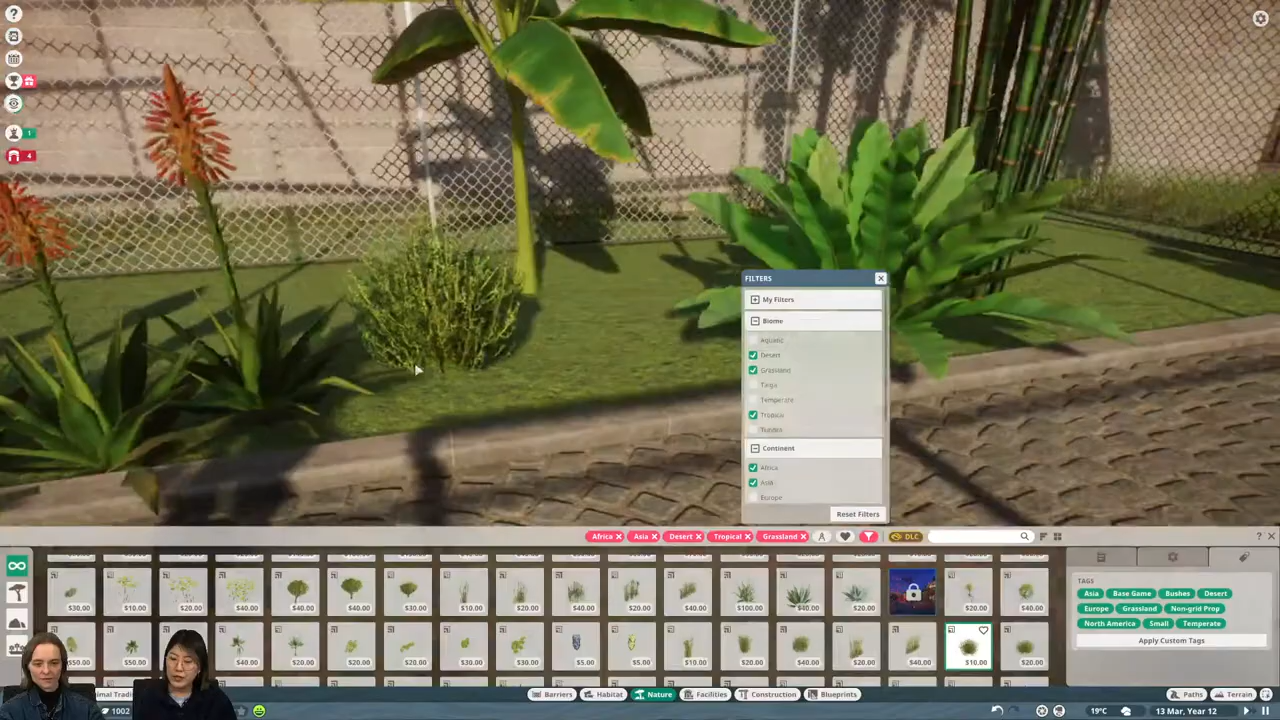 ?
1
4
FILTERS
My Filters
Biome
Aquatic
Desert
Grassland
Taiga
Temperate
Tropical
Tundra
Continent
Africa
Asia
Europe
Reset Filters
Africa × Asia × Desert × Tropical × Grassland × DLC ? ×
$30.00 $10.00 $20.00 $40.00 $40.00 $40.00 $30.00 $10.00 $20.00 $40.00 $20.00 $40.00 $100.00 $40.00 $20.00 $20.00 $40.00
$50.00 $10.00 $40.00 $20.00 $20.00 $20.00 $40.00 $5.00 $5.00 $10.00 $20.00 $40.00 $20.00 $40.00 $10.00 $20.00
TAGS
Asia Base Game Bushes Desert
Europe Grassland Non-grid Prop
North America Small Temperate
Apply Custom Tags
Barriers Habitat Nature Facilities Construction Blueprints Paths Terrain
1002 19°C 13 Mar, Year 12